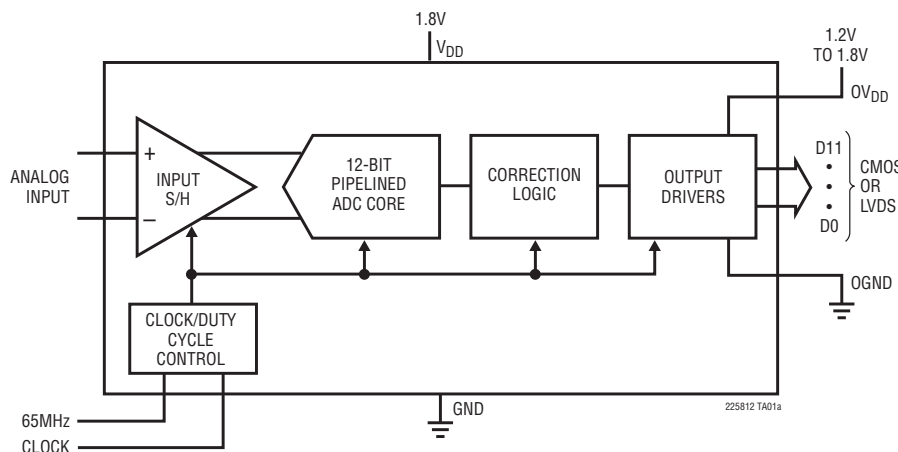 1.8V
VDD
1.2V
TO 1.8V
OVDD
ANALOG
INPUT
+
–
INPUT
S/H
12-BIT
PIPELINED
ADC CORE
CORRECTION
LOGIC
OUTPUT
DRIVERS
D11
•
•
•
D0
CMOS
OR
LVDS
OGND
CLOCK/DUTY
CYCLE
CONTROL
65MHz
CLOCK
GND
225812 TA01a